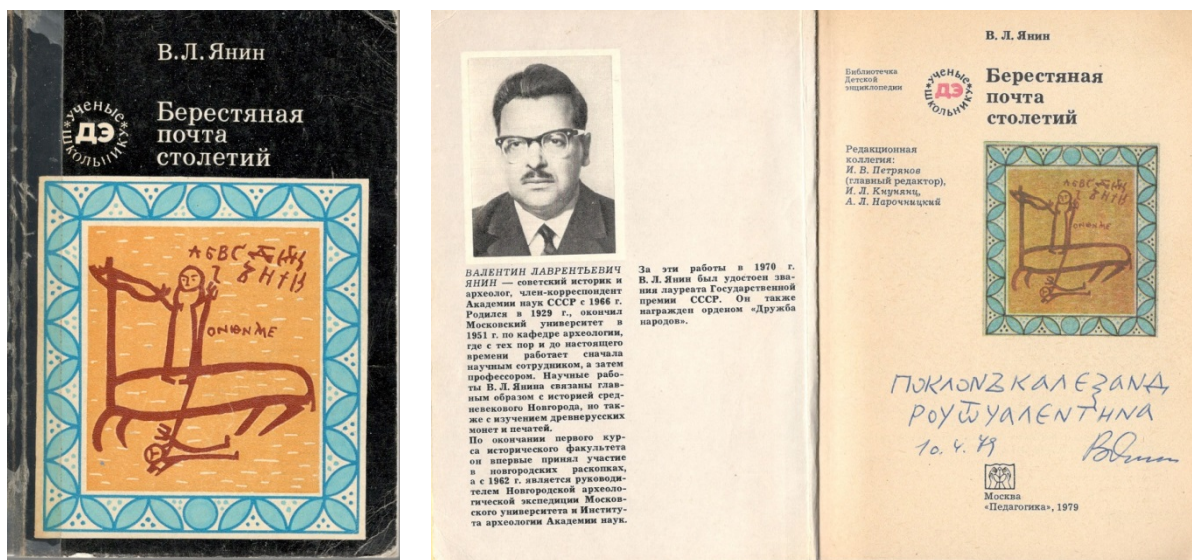 В. Л. Янин
Берестяная
почта
столетий
*ученые*
школьнику
ДЭ
АБВС
ОНѲНМЕ
ВАЛЕНТИН ЛАВРЕНТЬЕВИЧ
ЯНИН — советский историк и
археолог, член-корреспондент
Академии наук СССР с 1966 г.
Родился в 1929 г., окончил
Московский университет в
1951 г. по кафедре археологии,
где с тех пор и до настоящего
времени работает сначала
научным сотрудником, а затем
профессором. Научные рабо-
ты В. Л. Янина связаны глав-
ным образом с историей сред-
невекового Новгорода, но так-
же с изучением древнерусских
монет и печатей.
По окончании первого кур-
са исторического факультета
он впервые принял участие
в новгородских раскопках,
а с 1962 г. является руководи-
телем Новгородской археоло-
гической экспедиции Москов-
ского университета и Институ-
та археологии Академии наук.
За эти работы в 1970 г.
В. Л. Янин был удостоен зва-
ния лауреата Государственной
премии СССР. Он также
награжден орденом «Дружба
народов».
В. Л. Янин
Библиотечка
Детской
энциклопедии
*ученые*
школьнику
ДЭ
Берестяная
почта
столетий
Редакционная
коллегия:
И. В. Петрянов
(главный редактор),
И. Л. Кнунянц,
А. Л. Нарочницкий
ПОКЛОНЪ К АЛЕѮАНД
РОУ Ѿ УАЛЕНТИНА
10.4.79
Москва
«Педагогика», 1979